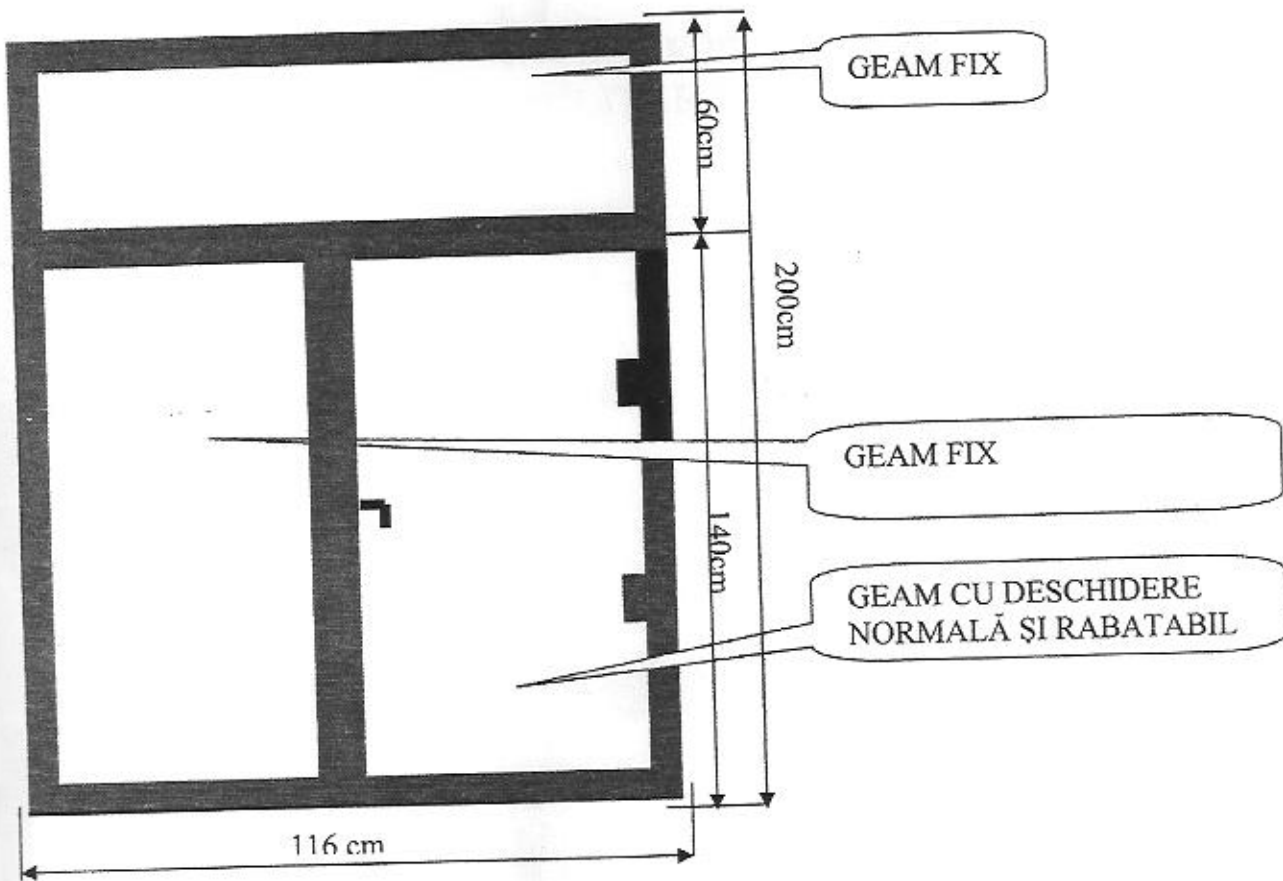 GEAM FIX
60cm
200cm
GEAM FIX
140cm
GEAM CU DESCHIDERE
NORMALĂ ȘI RABATABIL
116 cm